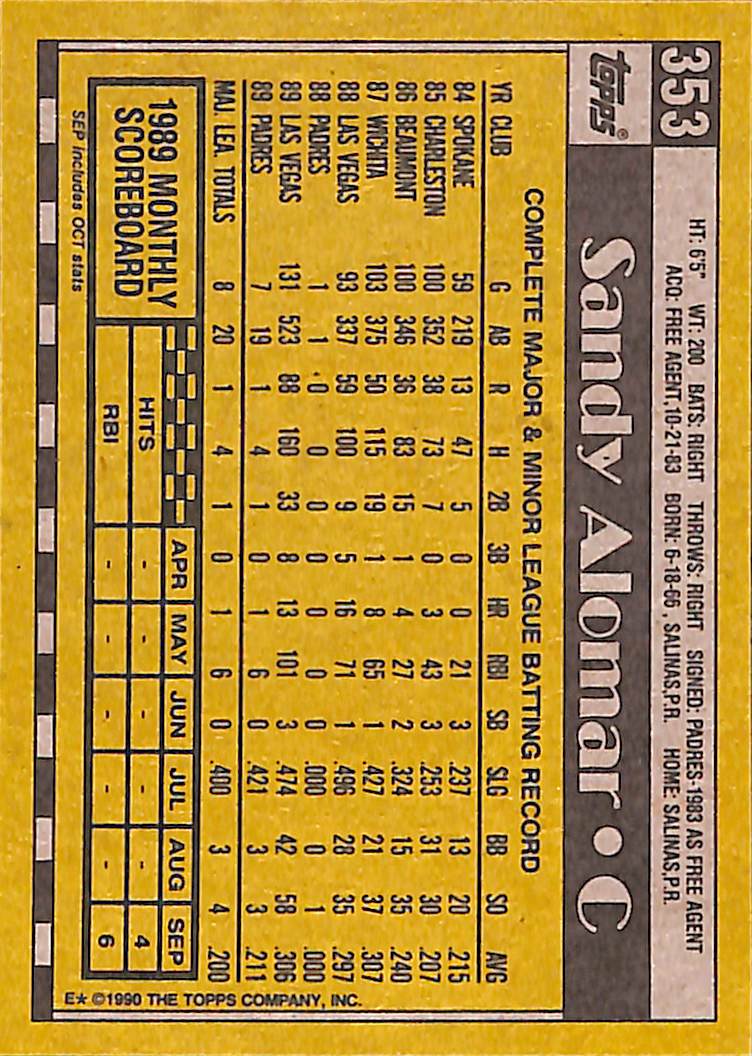 353
HT: 6'5" WT: 200 BATS: RIGHT THROWS: RIGHT SIGNED: PADRES-1983 AS FREE AGENT
ACQ: FREE AGENT,10-21-83 BORN: 6-18-66 , SALINAS,P.R. HOME: SALINAS,P.R.
TOPPS®
Sandy Alomar • C
COMPLETE MAJOR & MINOR LEAGUE BATTING RECORD
YR CLUB G AB R H 2B 3B HR RBI SB SLG BB SO AVG
84 SPOKANE 59 219 13 47 5 0 0 21 3 .237 13 20 .215
85 CHARLESTON 100 352 38 73 7 0 3 43 3 .253 31 30 .207
86 BEAUMONT 100 346 36 83 15 1 4 27 2 .324 15 35 .240
87 WICHITA 103 375 50 115 19 1 8 65 1 .427 21 37 .307
88 LAS VEGAS 93 337 59 100 9 5 16 71 1 .496 28 35 .297
88 PADRES 1 1 0 0 0 0 0 0 0 .000 0 1 .000
89 LAS VEGAS 131 523 88 160 33 8 13 101 3 .474 42 58 .306
89 PADRES 7 19 1 4 1 0 1 6 0 .421 3 3 .211
MAJ. LEA. TOTALS 8 20 1 4 1 0 1 6 0 .400 3 4 .200
1989 MONTHLY
SCOREBOARD
APR MAY JUN JUL AUG SEP
HITS - - - - - 4
RBI - - - - - 6
SEP includes OCT stats
E★ ©1990 THE TOPPS COMPANY, INC.